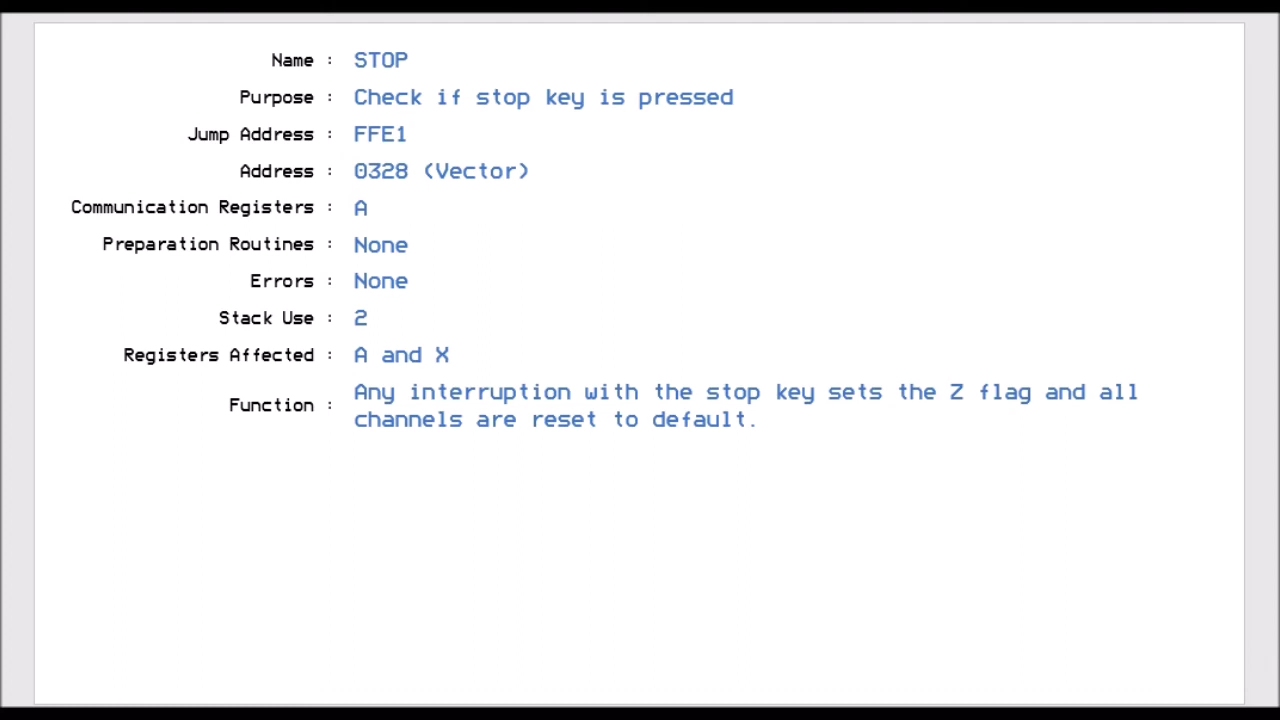 Name : STOP
Purpose : Check if stop key is pressed
Jump Address : FFE1
Address : 0328 (Vector)
Communication Registers : A
Preparation Routines : None
Errors : None
Stack Use : 2
Registers Affected : A and X
Function : Any interruption with the stop key sets the Z flag and all
channels are reset to default.